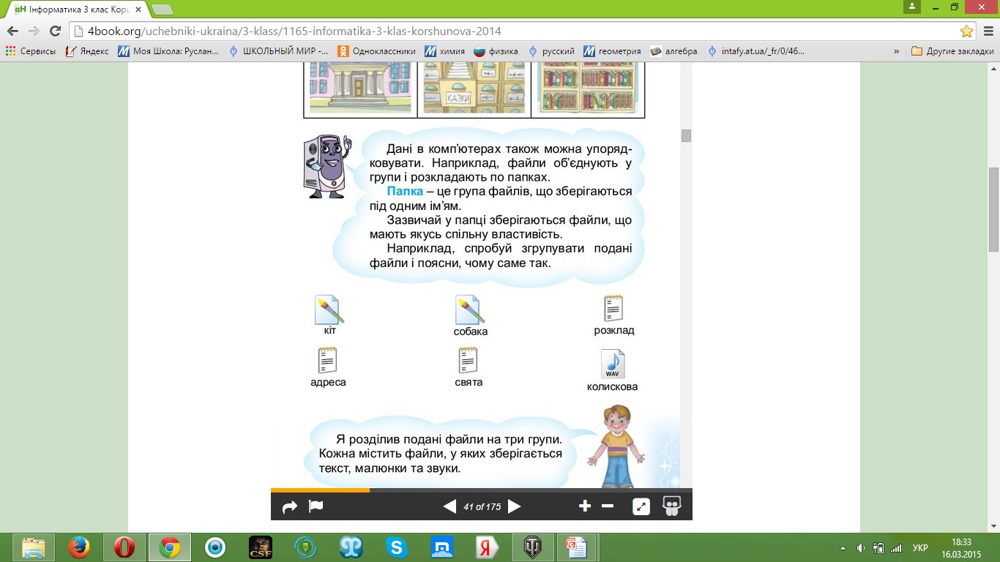 Інформатика 3 клас Корш
4book.org/uchebniki-ukraina/3-klass/1165-informatika-3-klas-korshunova-2014
Сервисы Яндекс Моя Школа: Руслан... ШКОЛЬНЫЙ МИР -... Одноклассники химия физика русский геометрия алгебра intafy.at.ua/_fr/0/46... » Другие закладки
КАЗКИ
Дані в комп’ютерах також можна упоряд-
ковувати. Наприклад, файли об’єднують у
групи і розкладають по папках.
Папка – це група файлів, що зберігаються
під одним ім’ям.
Зазвичай у папці зберігаються файли, що
мають якусь спільну властивість.
Наприклад, спробуй згрупувати подані
файли і поясни, чому саме так.
кіт собака розклад
WAV
адреса свята колискова
Я розділив подані файли на три групи.
Кожна містить файли, у яких зберігається
текст, малюнки та звуки.
41 of 175
CSF
УКР
18:33
16.03.2015